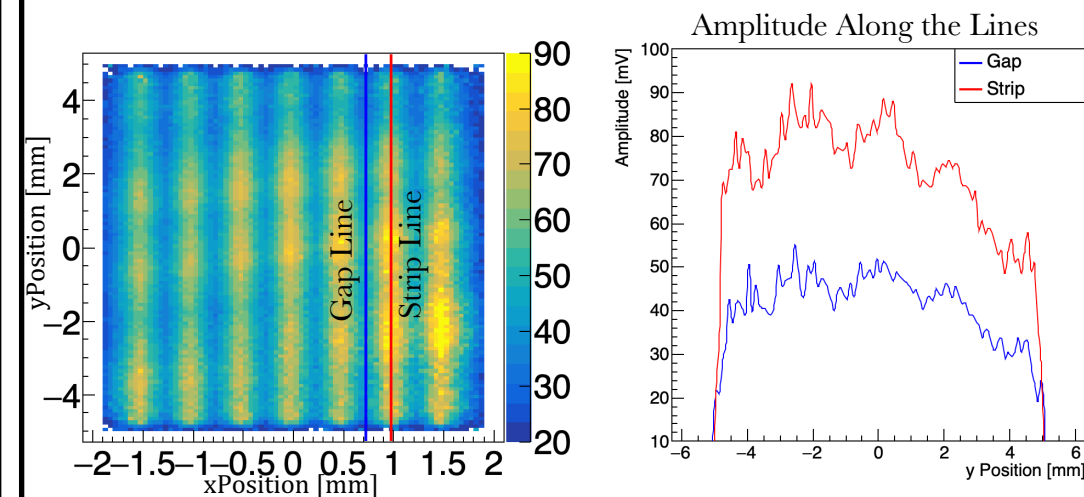 Amplitude Along the Lines
90
80
70
60
50
40
30
20
4
2
0
−2
−4
yPosition [mm]
Gap Line
Strip Line
−2 −1.5 −1 −0.5 0 0.5 1 1.5 2
xPosition [mm]
100
90
80
70
60
50
40
30
20
10
Amplitude [mV]
Gap
Strip
−6 −4 −2 0 2 4 6
y Position [mm]